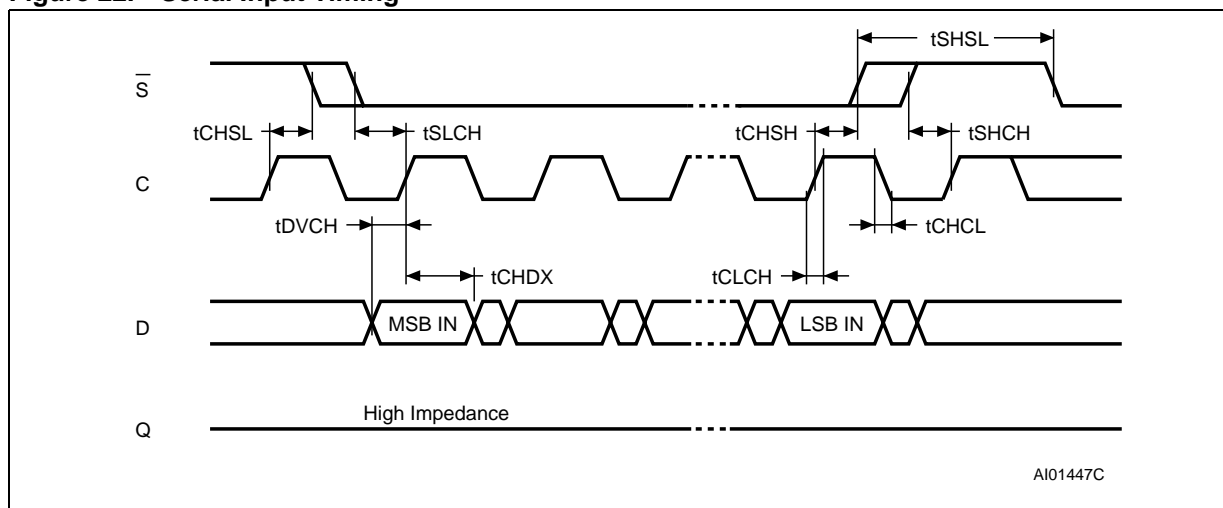 Figure 22. Serial Input Timing
tSHSL
S̅
tCHSL
tSLCH
tCHSH
tSHCH
C
tDVCH
tCHCL
tCHDX
tCLCH
D
MSB IN
LSB IN
High Impedance
Q
AI01447C